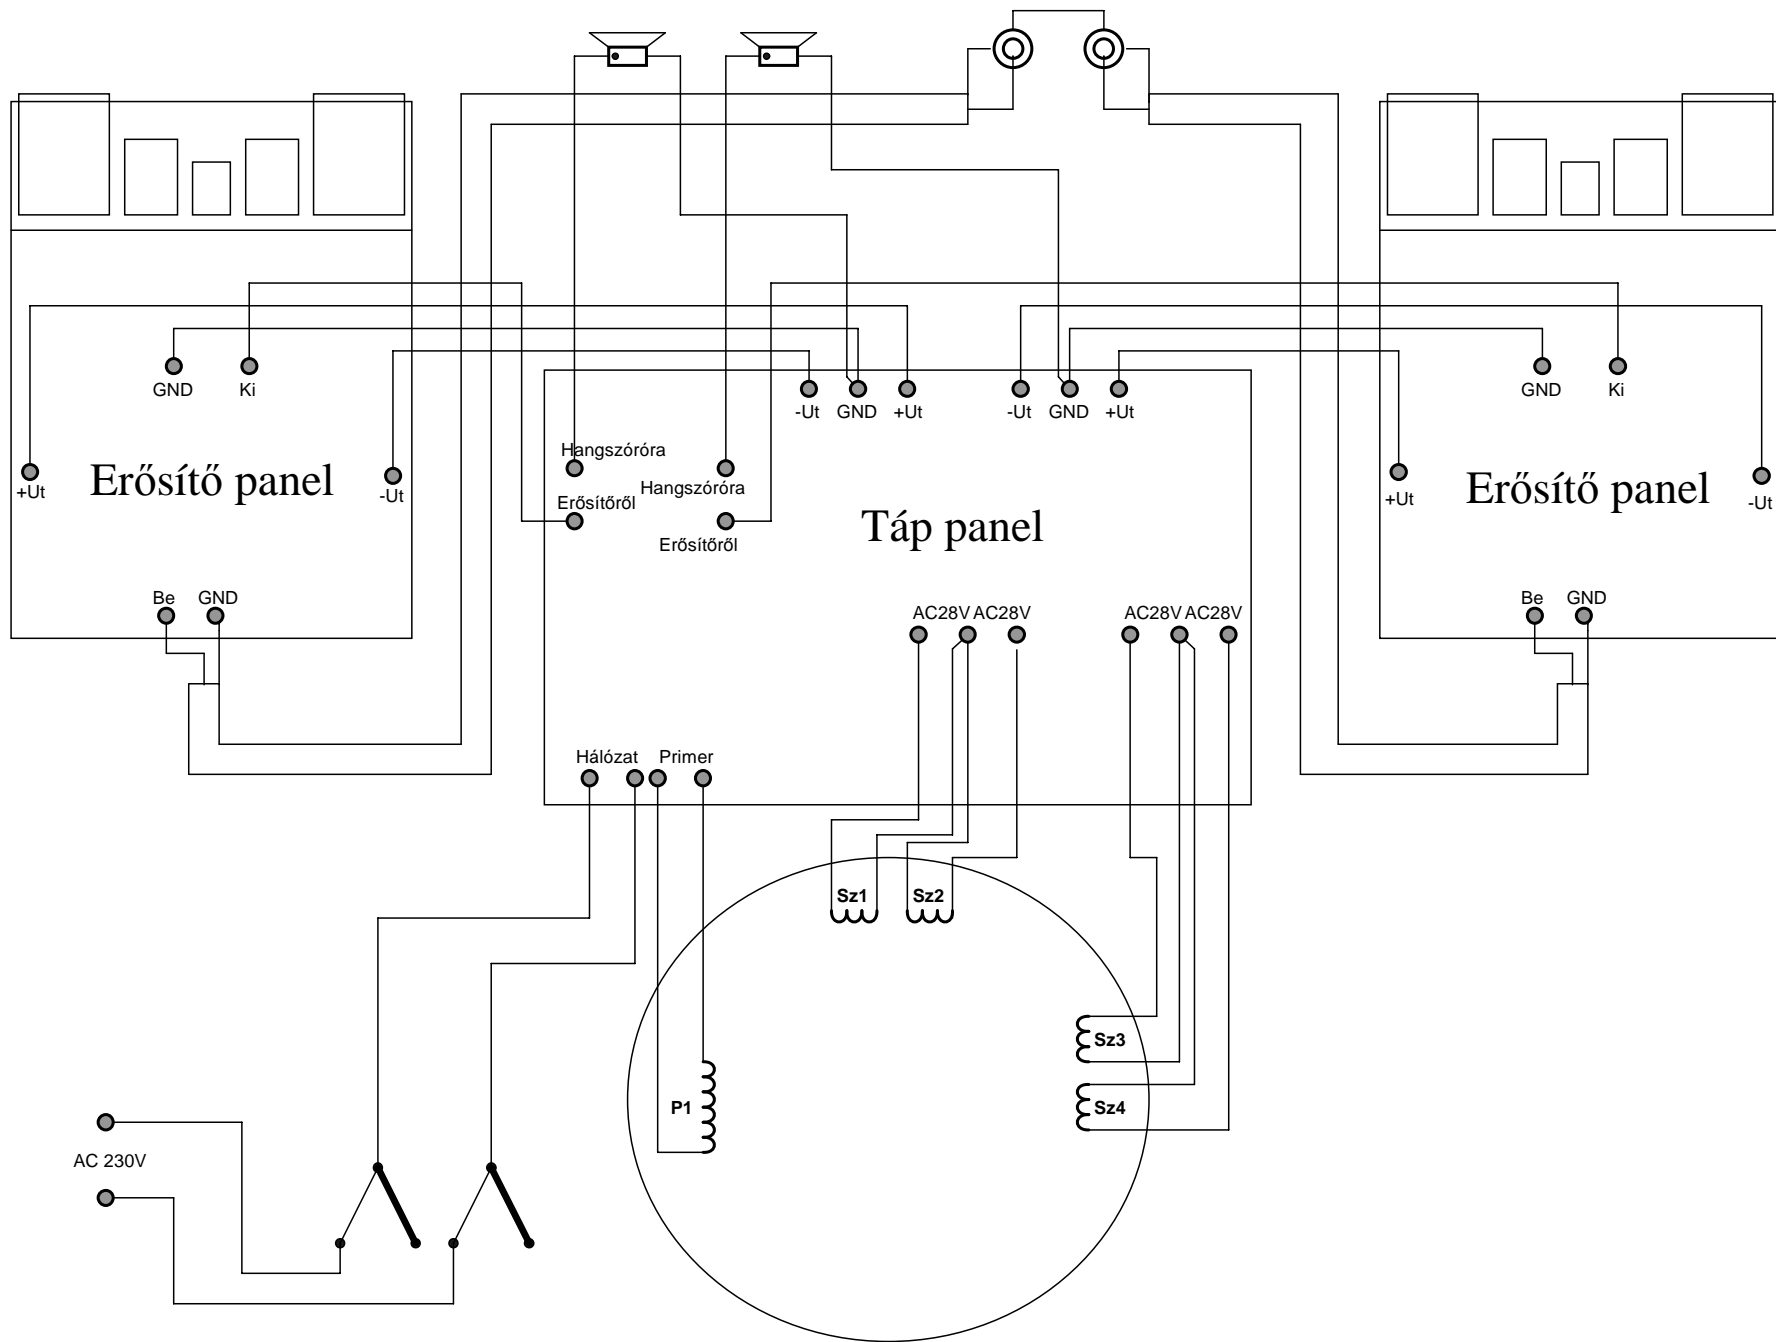 GND
Ki
+Ut
-Ut
Erősítő panel
Be
GND
-Ut
GND
+Ut
-Ut
GND
+Ut
Hangszóróra
Hangszóróra
Erősítőről
Erősítőről
Táp panel
AC28V AC28V
AC28V AC28V
Hálózat
Primer
GND
Ki
+Ut
-Ut
Erősítő panel
Be
GND
Sz1
Sz2
Sz3
Sz4
P1
AC 230V